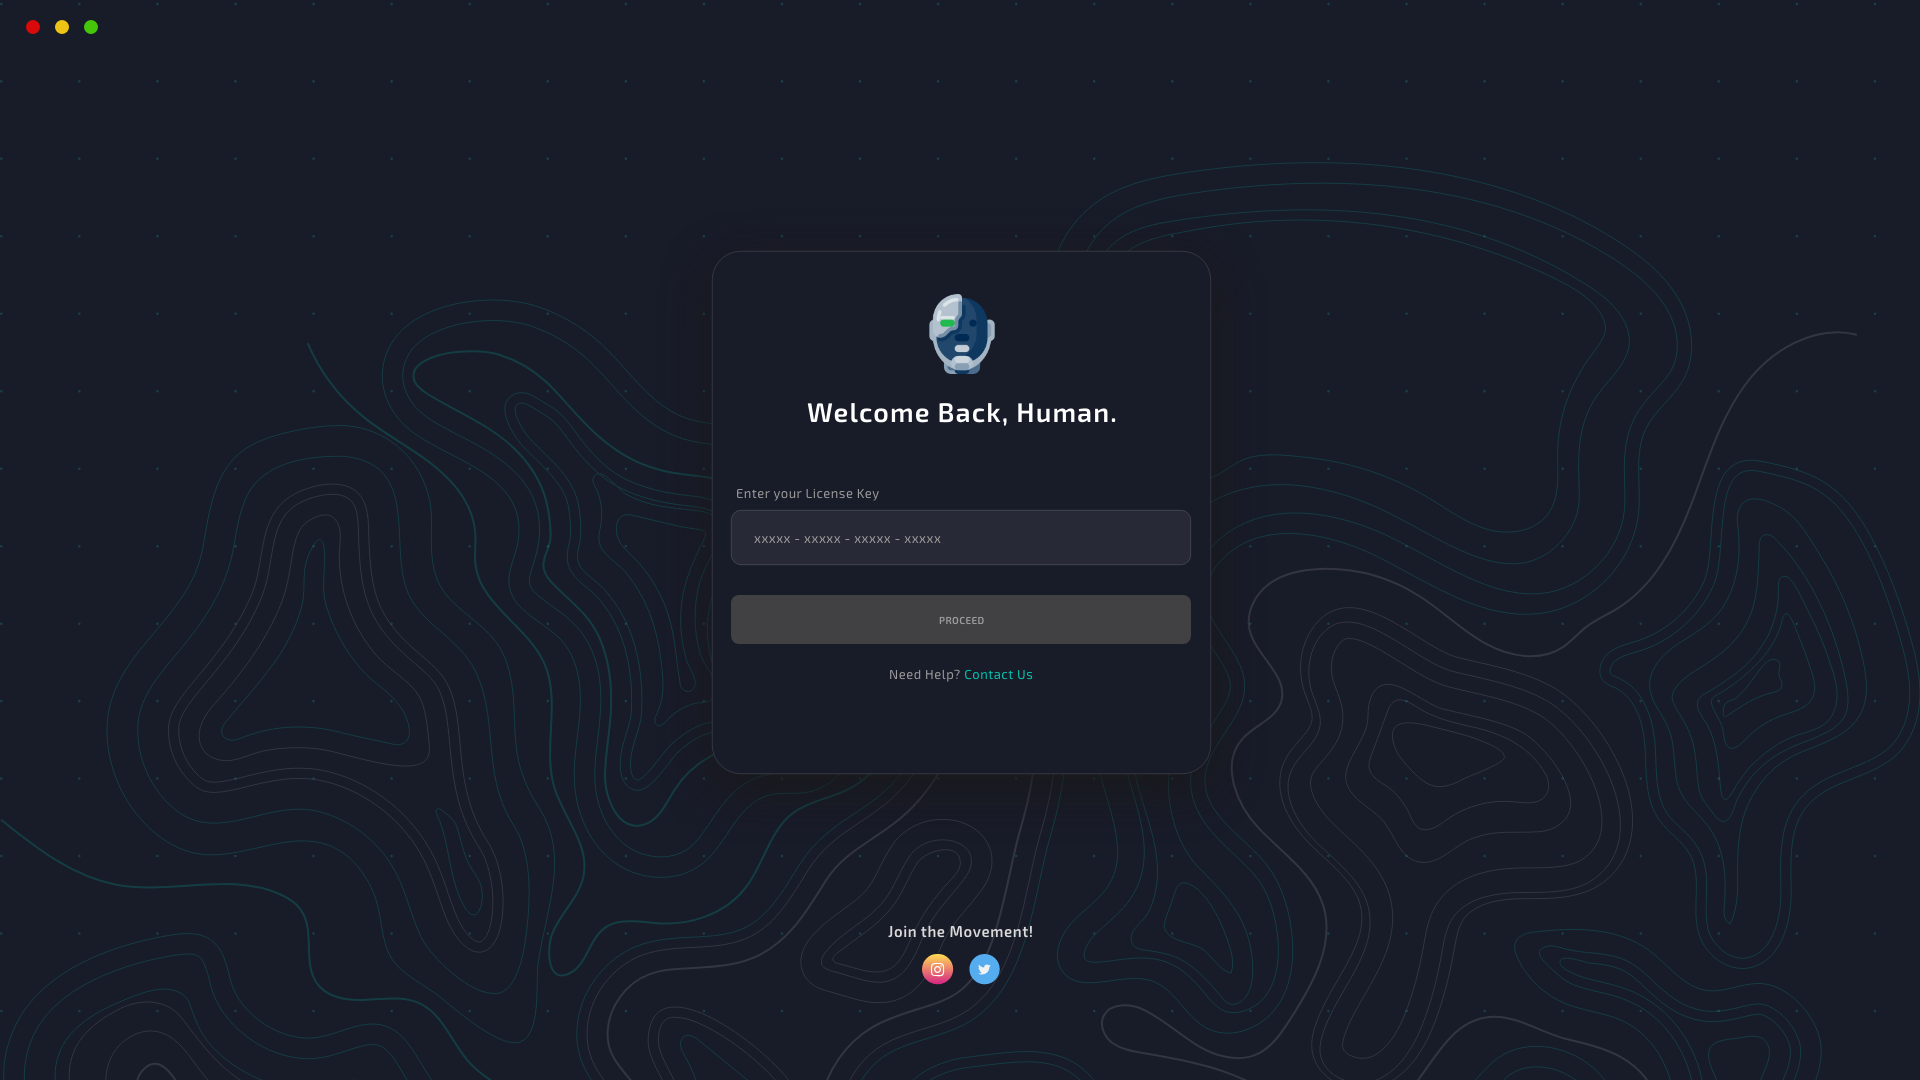 Welcome Back, Human.
Enter your License Key
xxxxx - xxxxx - xxxxx - xxxxx
PROCEED
Need Help? Contact Us
Join the Movement!